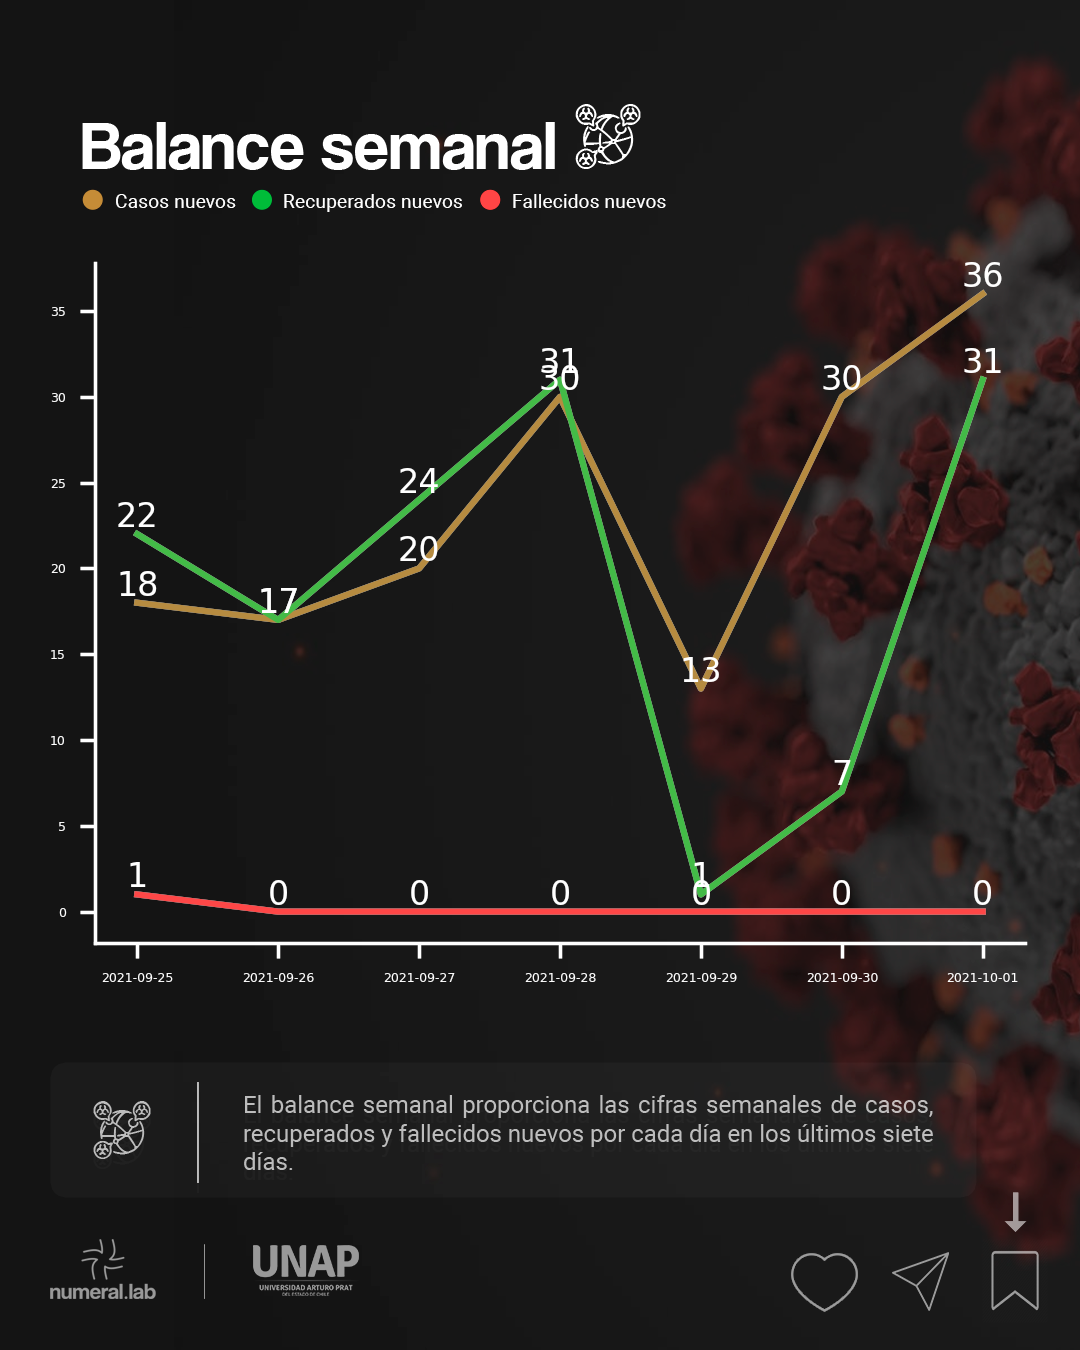 Balance semanal
Casos nuevos Recuperados nuevos Fallecidos nuevos
36
35
31
31
30
30
30
24
25
22
20
20
18
17
15
13
10
7
5
1
1
0
0
0
0
0
0
0
2021-09-25 2021-09-26 2021-09-27 2021-09-28 2021-09-29 2021-09-30 2021-10-01
El balance semanal proporciona las cifras semanales de casos,
recuperados y fallecidos nuevos por cada día en los últimos siete
días.
numeral.lab
UNAP
UNIVERSIDAD ARTURO PRAT
DEL ESTADO DE CHILE